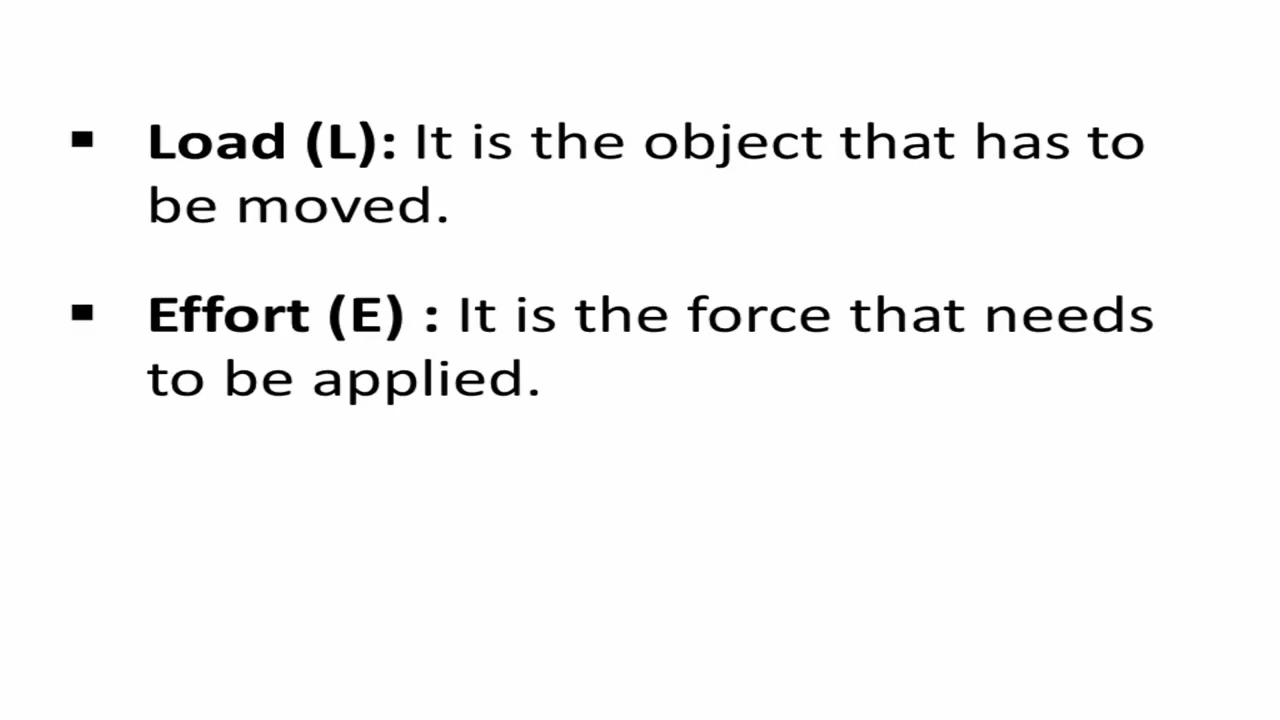 ▪ Load (L): It is the object that has to
be moved.
▪ Effort (E) : It is the force that needs
to be applied.